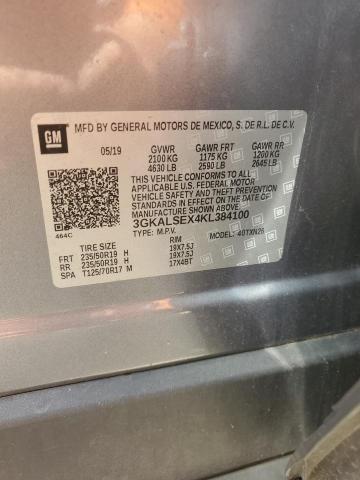 GM
MFD BY GENERAL MOTORS DE MEXICO, S. DE R.L. DE C.V.
05/19 GVWR GAWR FRT GAWR RR
2100 KG 1175 KG 1200 KG
4630 LB 2590 LB 2645 LB
THIS VEHICLE CONFORMS TO ALL
APPLICABLE U.S. FEDERAL MOTOR
VEHICLE SAFETY AND THEFT PREVENTION
STANDARDS IN EFFECT ON THE DATE OF
MANUFACTURE SHOWN ABOVE.
3GKALSEX4KL384100
464C TYPE: M.P.V. MODEL: 40TXN26
TIRE SIZE RIM
FRT 235/50R19 H 19X7.5J
RR 235/50R19 H 19X7.5J
SPA T125/70R17 M 17X4BT